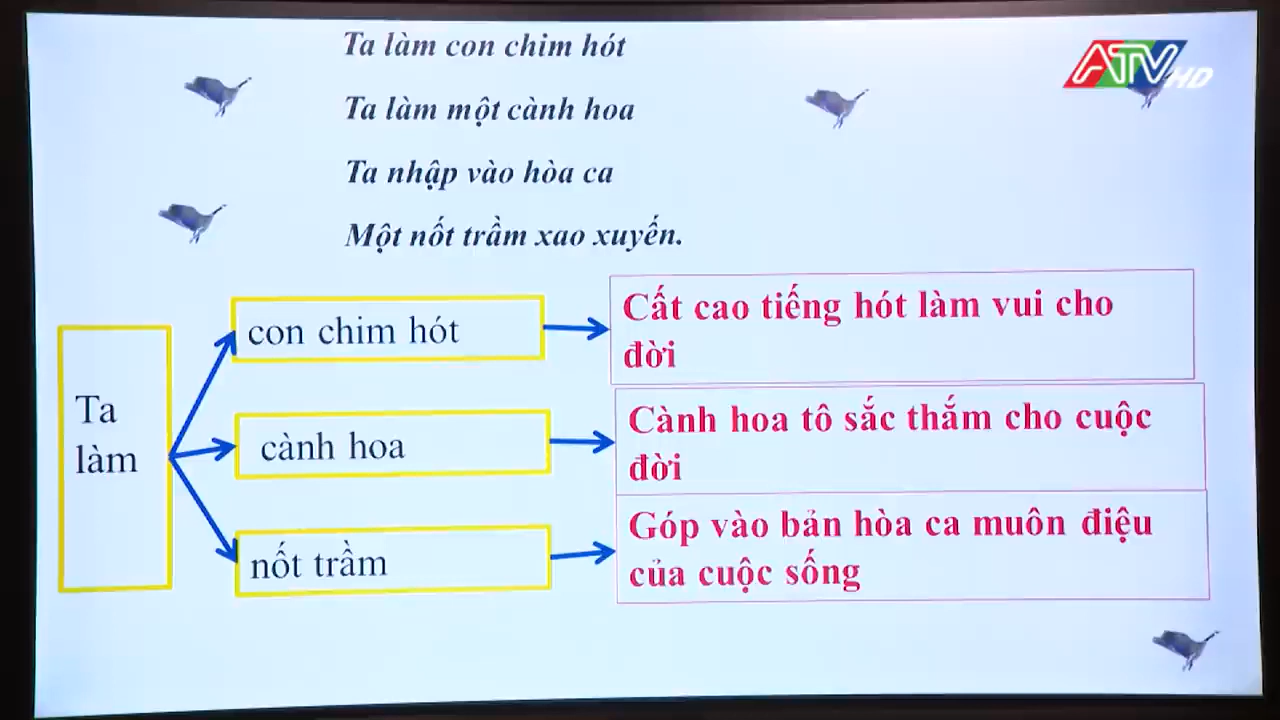 Ta làm con chim hót
ATVHD
Ta làm một cành hoa
Ta nhập vào hòa ca
Một nốt trầm xao xuyến.
Ta
làm
con chim hót
Cất cao tiếng hót làm vui cho
đời
cành hoa
Cành hoa tô sắc thắm cho cuộc
đời
nốt trầm
Góp vào bản hòa ca muôn điệu
của cuộc sống